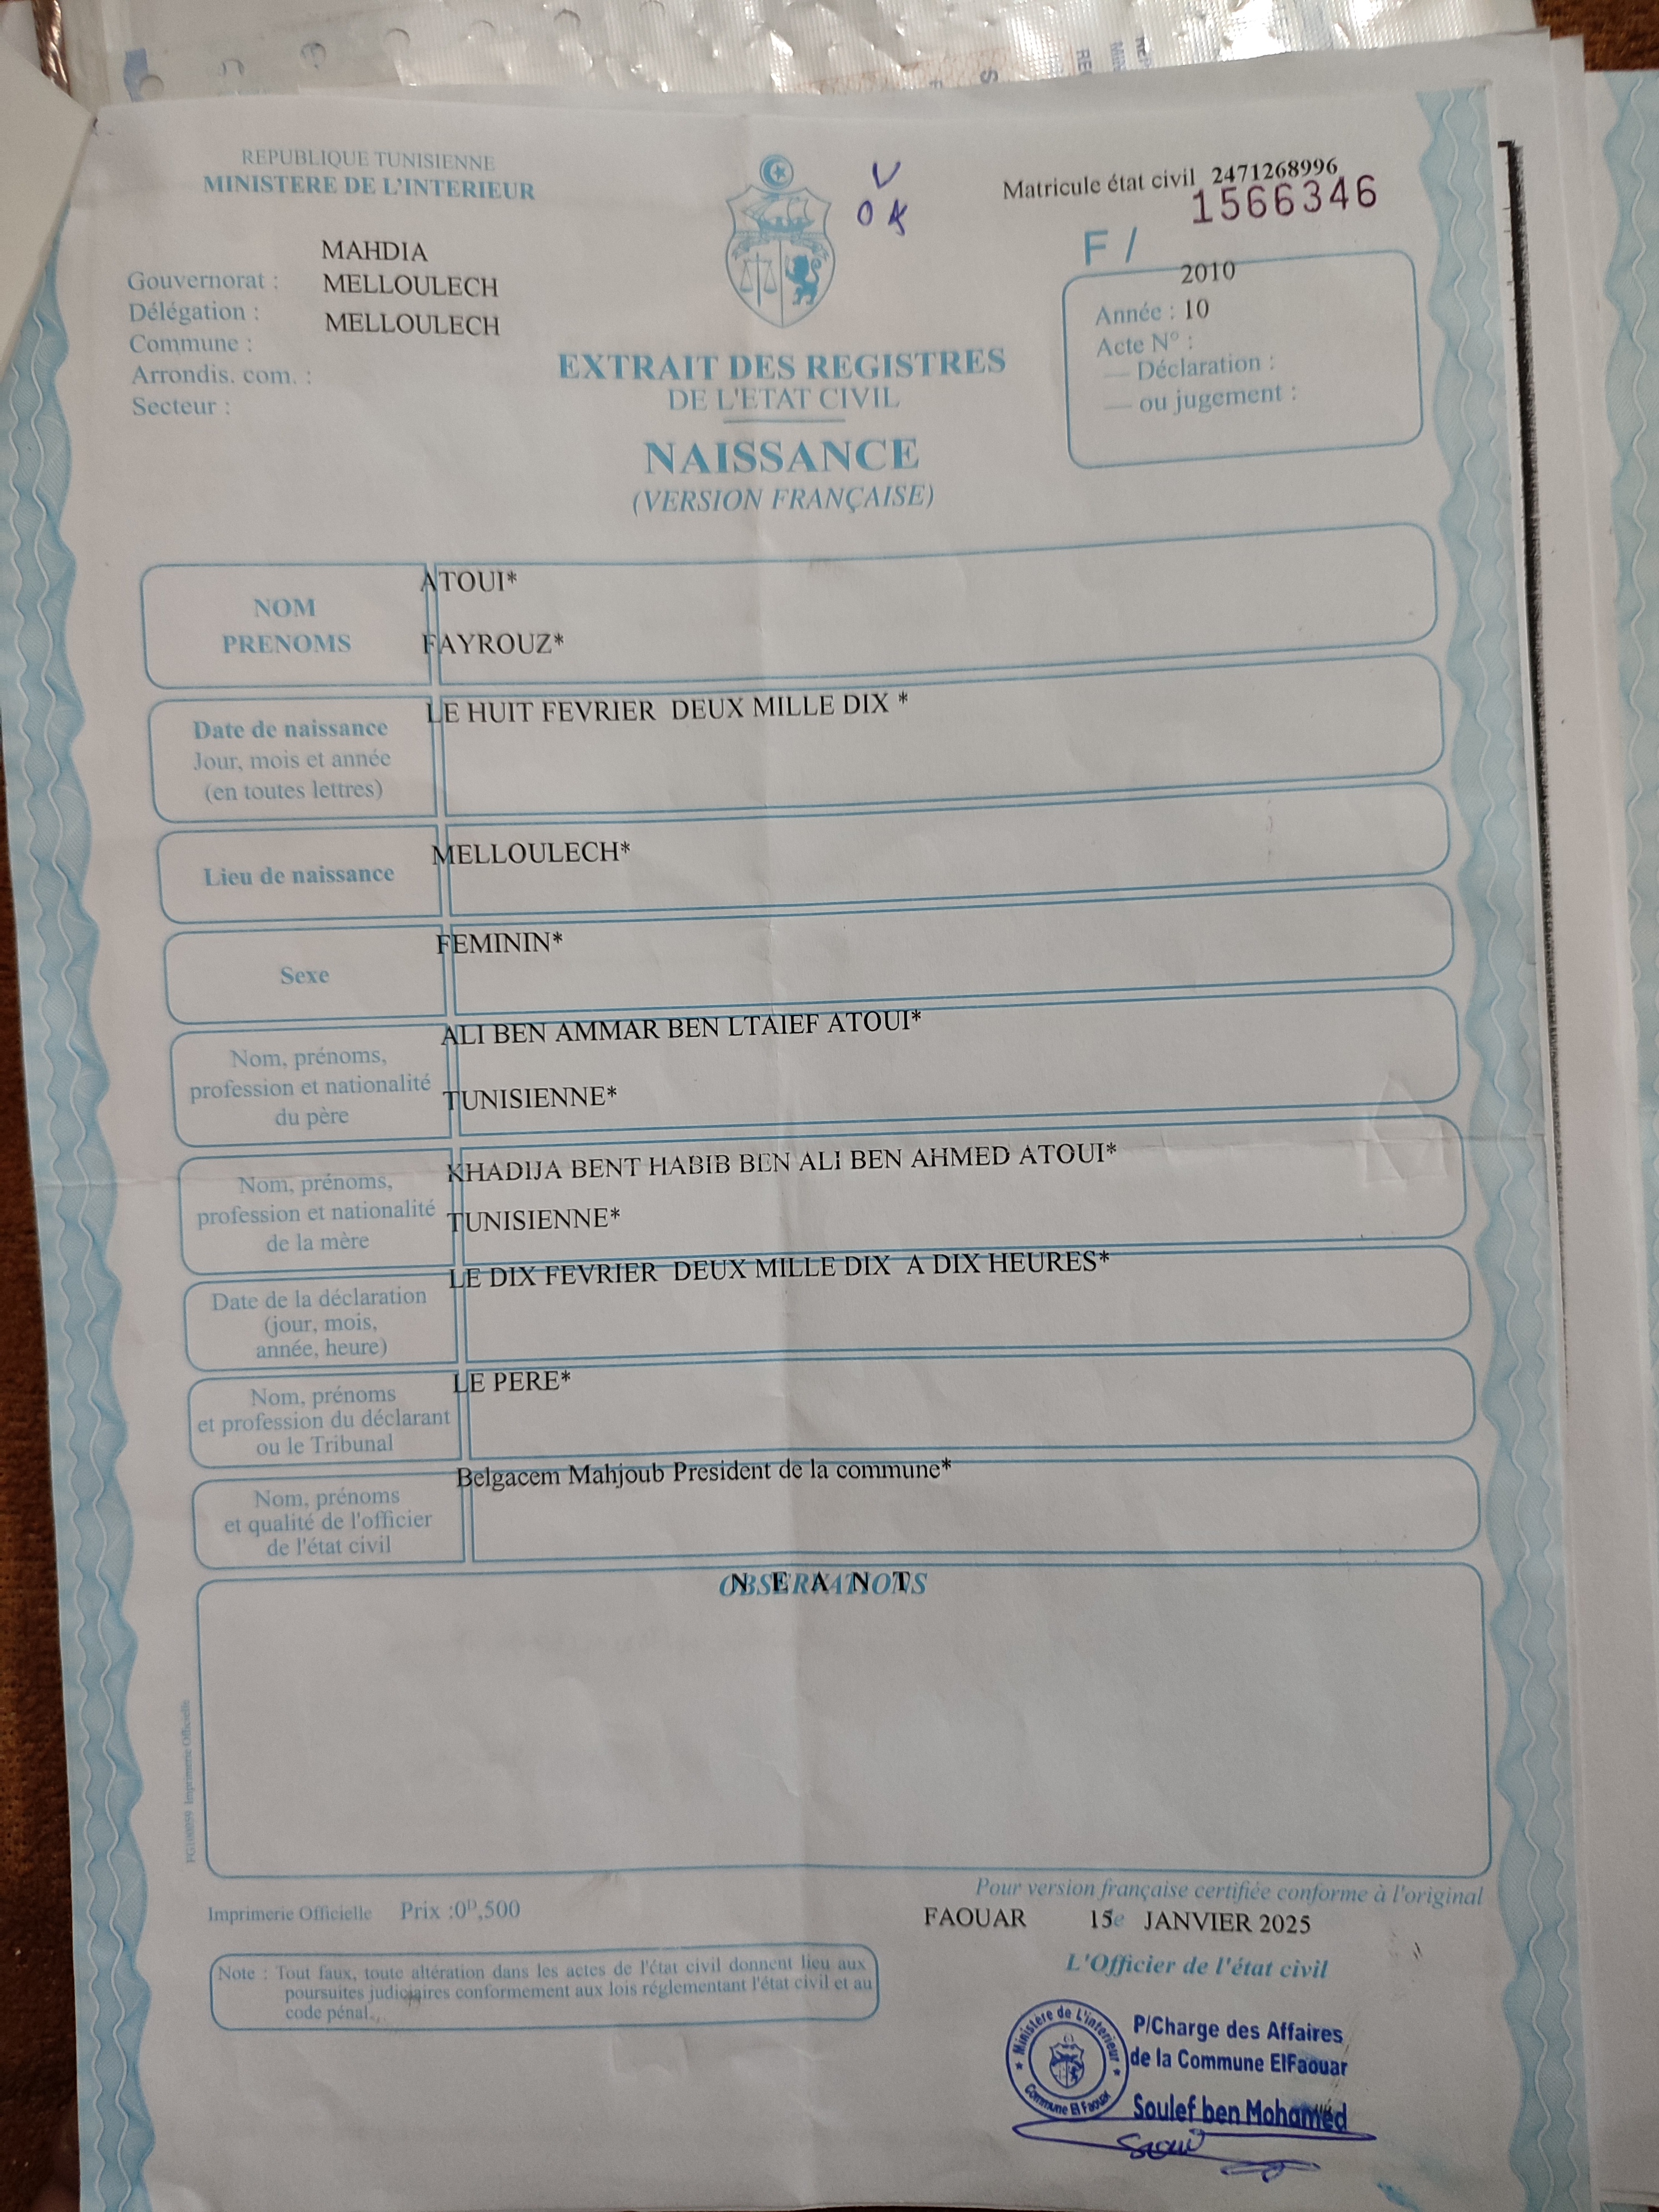 REPUBLIQUE TUNISIENNE
MINISTERE DE L'INTERIEUR
Matricule état civil 2471268996
1566346
V
F /
MAHDIA
Gouvernorat : MELLOULECH
Délégation : MELLOULECH
Commune :
Arrondis. com. :
Secteur :
2010
Année : 10
Acte N° :
— Déclaration :
— ou jugement :
EXTRAIT DES REGISTRES
DE L'ETAT CIVIL
NAISSANCE
(VERSION FRANÇAISE)
NOM
PRENOMS
ATOUI*
FAYROUZ*
Date de naissance
Jour, mois et année
(en toutes lettres)
LE HUIT FEVRIER DEUX MILLE DIX *
Lieu de naissance
MELLOULECH*
Sexe
FEMININ*
Nom, prénoms,
profession et nationalité
du père
ALI BEN AMMAR BEN LTAIEF ATOUI*
TUNISIENNE*
Nom, prénoms,
profession et nationalité
de la mère
KHADIJA BENT HABIB BEN ALI BEN AHMED ATOUI*
TUNISIENNE*
Date de la déclaration
(jour, mois,
année, heure)
LE DIX FEVRIER DEUX MILLE DIX A DIX HEURES*
Nom, prénoms
et profession du déclarant
ou le Tribunal
LE PERE*
Nom, prénoms
et qualité de l'officier
de l'état civil
Belgacem Mahjoub President de la commune*
OBSERVATIONS
N E A N T
FG100059 Imprimerie Officielle
Imprimerie Officielle Prix :0D,500
Pour version française certifiée conforme à l'original
FAOUAR 15e JANVIER 2025
L'Officier de l'état civil
Note : Tout faux, toute altération dans les actes de l'état civil donnent lieu aux
poursuites judiciaires conformement aux lois réglementant l'état civil et au
code pénal.
Ministère de L'interieur
Commune El Faouar
P/Charge des Affaires
de la Commune ElFaouar
Soulef ben Mohamed